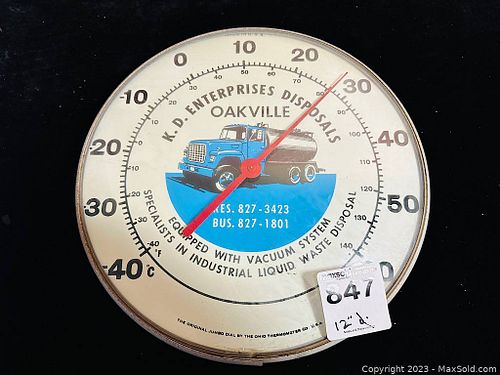 -40 -30 -20 -10 0 10 20 30 40 50
°C
°F
K.D. ENTERPRISES DISPOSALS
OAKVILLE
RES. 827-3423
BUS. 827-1801
EQUIPPED WITH VACUUM SYSTEM
SPECIALISTS IN INDUSTRIAL LIQUID WASTE DISPOSAL
THE ORIGINAL JUMBO DIAL BY THE OHIO THERMOMETER CO. U.S.A.
847
12" d.
Copyright © 2023 - MaxSold.com